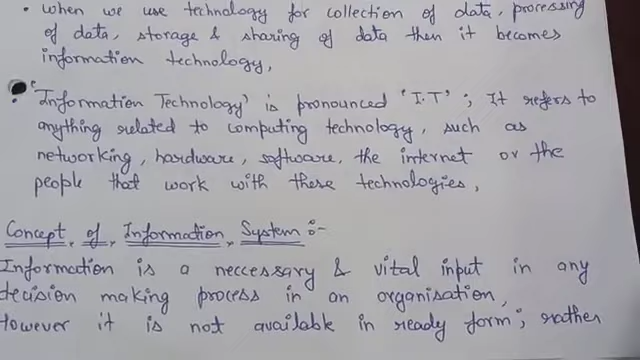 • when we use technology for collection of data, processing
of data, storage & sharing of data then it becomes
information technology,
• 'Information Technology' is pronounced 'I.T'; It refers to
anything related to computing technology, such as
networking, hardware, software, the internet or the
people that work with these technologies,
Concept of Information System :-
Information is a neccessary & vital input in any
decision making process in an organisation,
However it is not available in ready form; rather